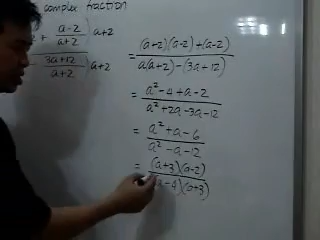 complex fraction
+ a-2/a+2) a+2
- 3a+12/a+2) a+2
= (a+2)(a-2)+(a-2)/a(a+2)-(3a+12)
= a²-4+a-2/a²+2a-3a-12
= a²+a-6/a²-a-12
= (a+3)(a-2)/-4)(a+3)